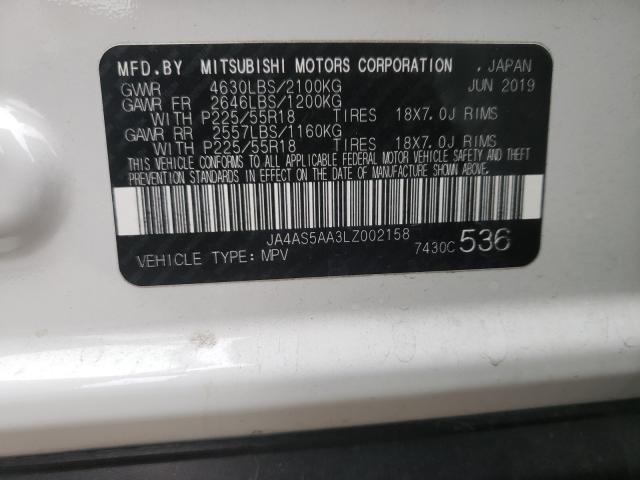 MFD.BY MITSUBISHI MOTORS CORPORATION , JAPAN
GVWR 4630LBS/2100KG JUN 2019
GAWR FR 2646LBS/1200KG
WITH P225/55R18 TIRES 18X7.0J RIMS
GAWR RR 2557LBS/1160KG
WITH P225/55R18 TIRES 18X7.0J RIMS
THIS VEHICLE CONFORMS TO ALL APPLICABLE FEDERAL MOTOR VEHICLE SAFETY AND THEFT
PREVENTION STANDARDS IN EFFECT ON THE DATE OF MANUFACTURE SHOWN ABOVE.
JA4AS5AA3LZ002158
VEHICLE TYPE: MPV 7430C 536